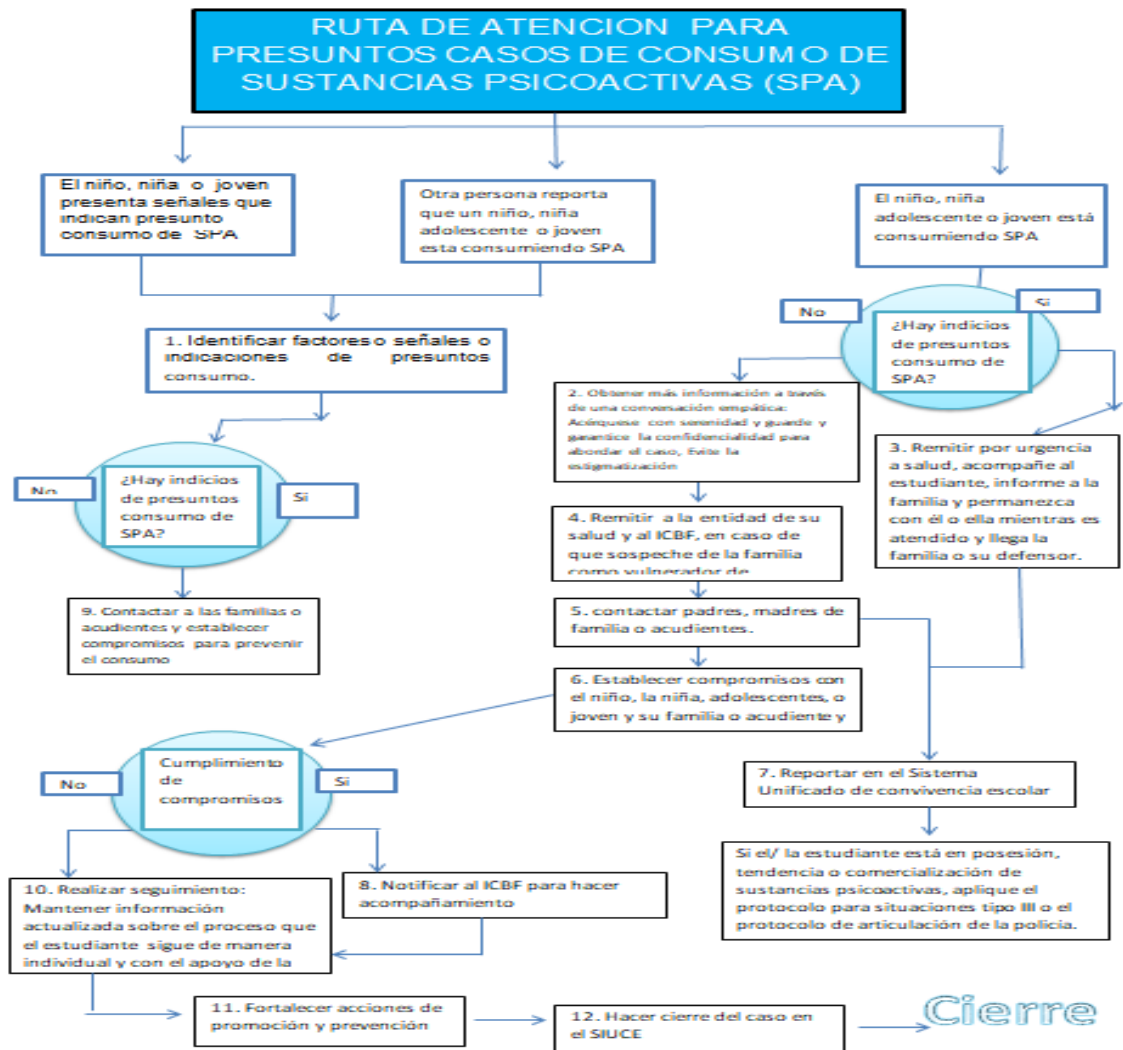 RUTA DE ATENCION PARA
PRESUNTOS CASOS DE CONSUMO DE
SUSTANCIAS PSICOACTIVAS (SPA)
El niño, niña o joven
presenta señales que
indican presunto
consumo de SPA
Otra persona reporta
que un niño, niña
adolescente o joven
esta consumiendo SPA
El niño, niña
adolescente o joven está
consumiendo SPA
No
Si
¿Hay indicios
de presuntos
consumo de
SPA?
1. Identificar factores o señales o
indicaciones de presuntos
consumo.
2. Obtener más información a través
de una conversación empática:
Acérquese con serenidad y guarde y
garantice la confidencialidad para
abordar el caso, Evite la
estigmatización
3. Remitir por urgencia
a salud, acompañe al
estudiante, informe a la
familia y permanezca
con él o ella mientras es
atendido y llega la
familia o su defensor.
No
Si
¿Hay indicios
de presuntos
consumo de
SPA?
4. Remitir a la entidad de su
salud y al ICBF, en caso de
que sospeche de la familia
como vulnerador de
9. Contactar a las familias o
acudientes y establecer
compromisos para prevenir
el consumo
5. contactar padres, madres de
familia o acudientes.
6. Establecer compromisos con
el niño, la niña, adolescentes, o
joven y su familia o acudiente y
No
Si
Cumplimiento
de
compromisos
7. Reportar en el Sistema
Unificado de convivencia escolar
Si el/ la estudiante está en posesión,
tendencia o comercialización de
sustancias psicoactivas, aplique el
protocolo para situaciones tipo III o el
protocolo de articulación de la policía.
10. Realizar seguimiento:
Mantener información
actualizada sobre el proceso que
el estudiante sigue de manera
individual y con el apoyo de la
8. Notificar al ICBF para hacer
acompañamiento
11. Fortalecer acciones de
promoción y prevención
12. Hacer cierre del caso en
el SIUCE
Cierre